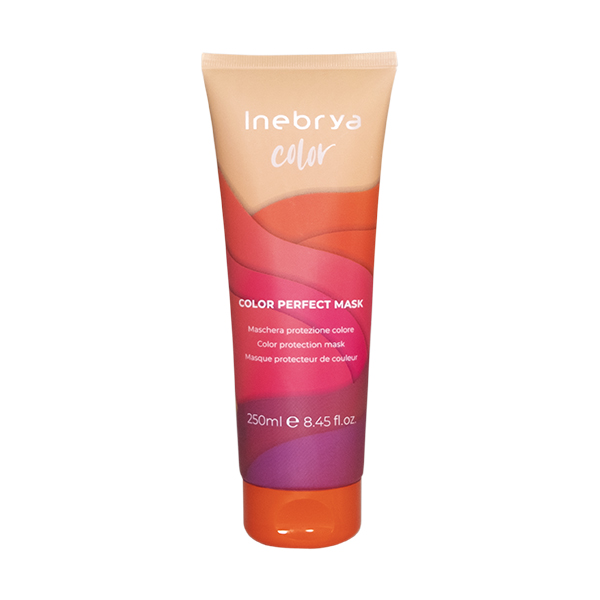 Inebrya
color
COLOR PERFECT MASK
Maschera protezione colore
Color protection mask
Masque protecteur de couleur
250ml e 8.45 fl.oz.